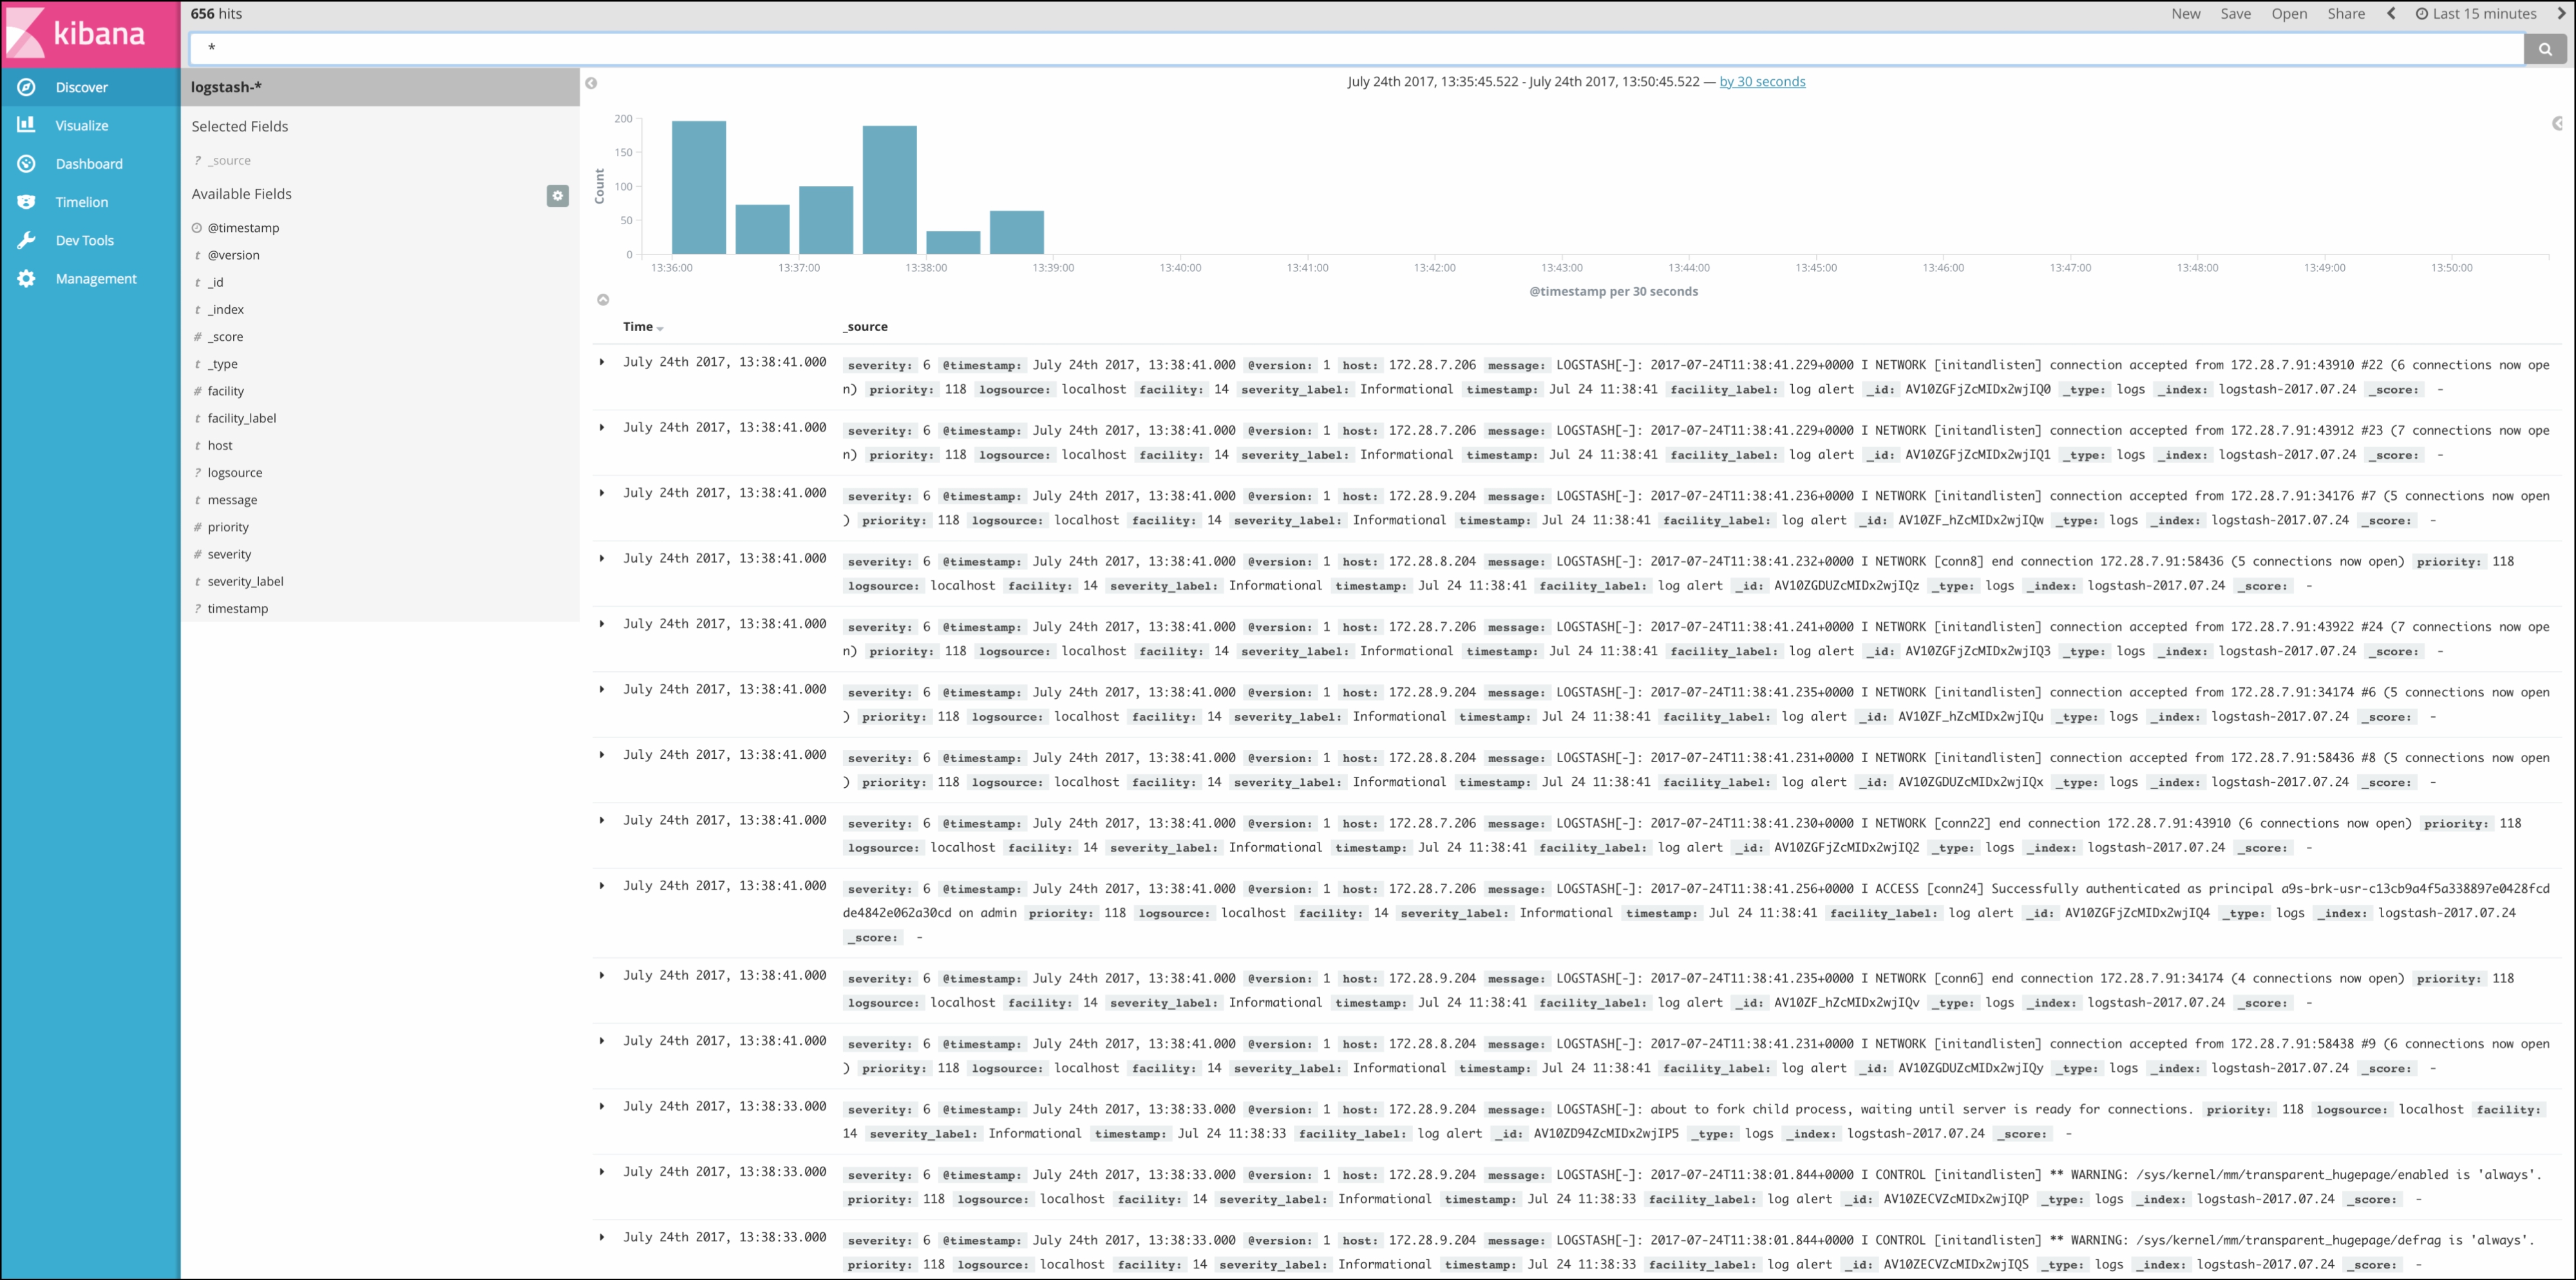 kibana
656 hits
New Save Open Share Last 15 minutes
*
Discover
Visualize
Dashboard
Timelion
Dev Tools
Management
logstash-*
Selected Fields
? _source
Available Fields
@timestamp
t @version
t _id
t _index
# _score
t _type
# facility
t facility_label
t host
? logsource
t message
# priority
# severity
t severity_label
? timestamp
July 24th 2017, 13:35:45.522 - July 24th 2017, 13:50:45.522 — by 30 seconds
Count
200
150
100
50
0
13:36:00 13:37:00 13:38:00 13:39:00 13:40:00 13:41:00 13:42:00 13:43:00 13:44:00 13:45:00 13:46:00 13:47:00 13:48:00 13:49:00 13:50:00
@timestamp per 30 seconds
Time _source
July 24th 2017, 13:38:41.000 severity: 6 @timestamp: July 24th 2017, 13:38:41.000 @version: 1 host: 172.28.7.206 message: LOGSTASH[-]: 2017-07-24T11:38:41.229+0000 I NETWORK [initandlisten] connection accepted from 172.28.7.91:43910 #22 (6 connections now ope
n) priority: 118 logsource: localhost facility: 14 severity_label: Informational timestamp: Jul 24 11:38:41 facility_label: log alert _id: AV10ZGFjZcMIDx2wjIQ0 _type: logs _index: logstash-2017.07.24 _score: -
July 24th 2017, 13:38:41.000 severity: 6 @timestamp: July 24th 2017, 13:38:41.000 @version: 1 host: 172.28.7.206 message: LOGSTASH[-]: 2017-07-24T11:38:41.229+0000 I NETWORK [initandlisten] connection accepted from 172.28.7.91:43912 #23 (7 connections now ope
n) priority: 118 logsource: localhost facility: 14 severity_label: Informational timestamp: Jul 24 11:38:41 facility_label: log alert _id: AV10ZGFjZcMIDx2wjIQ1 _type: logs _index: logstash-2017.07.24 _score: -
July 24th 2017, 13:38:41.000 severity: 6 @timestamp: July 24th 2017, 13:38:41.000 @version: 1 host: 172.28.9.204 message: LOGSTASH[-]: 2017-07-24T11:38:41.236+0000 I NETWORK [initandlisten] connection accepted from 172.28.7.91:34176 #7 (5 connections now open
) priority: 118 logsource: localhost facility: 14 severity_label: Informational timestamp: Jul 24 11:38:41 facility_label: log alert _id: AV10ZF_hZcMIDx2wjIQw _type: logs _index: logstash-2017.07.24 _score: -
July 24th 2017, 13:38:41.000 severity: 6 @timestamp: July 24th 2017, 13:38:41.000 @version: 1 host: 172.28.8.204 message: LOGSTASH[-]: 2017-07-24T11:38:41.232+0000 I NETWORK [conn8] end connection 172.28.7.91:58436 (5 connections now open) priority: 118
logsource: localhost facility: 14 severity_label: Informational timestamp: Jul 24 11:38:41 facility_label: log alert _id: AV10ZGDUZcMIDx2wjIQz _type: logs _index: logstash-2017.07.24 _score: -
July 24th 2017, 13:38:41.000 severity: 6 @timestamp: July 24th 2017, 13:38:41.000 @version: 1 host: 172.28.7.206 message: LOGSTASH[-]: 2017-07-24T11:38:41.241+0000 I NETWORK [initandlisten] connection accepted from 172.28.7.91:43922 #24 (7 connections now ope
n) priority: 118 logsource: localhost facility: 14 severity_label: Informational timestamp: Jul 24 11:38:41 facility_label: log alert _id: AV10ZGFjZcMIDx2wjIQ3 _type: logs _index: logstash-2017.07.24 _score: -
July 24th 2017, 13:38:41.000 severity: 6 @timestamp: July 24th 2017, 13:38:41.000 @version: 1 host: 172.28.9.204 message: LOGSTASH[-]: 2017-07-24T11:38:41.235+0000 I NETWORK [initandlisten] connection accepted from 172.28.7.91:34174 #6 (5 connections now open
) priority: 118 logsource: localhost facility: 14 severity_label: Informational timestamp: Jul 24 11:38:41 facility_label: log alert _id: AV10ZF_hZcMIDx2wjIQu _type: logs _index: logstash-2017.07.24 _score: -
July 24th 2017, 13:38:41.000 severity: 6 @timestamp: July 24th 2017, 13:38:41.000 @version: 1 host: 172.28.8.204 message: LOGSTASH[-]: 2017-07-24T11:38:41.231+0000 I NETWORK [initandlisten] connection accepted from 172.28.7.91:58436 #8 (5 connections now open
) priority: 118 logsource: localhost facility: 14 severity_label: Informational timestamp: Jul 24 11:38:41 facility_label: log alert _id: AV10ZGDUZcMIDx2wjIQx _type: logs _index: logstash-2017.07.24 _score: -
July 24th 2017, 13:38:41.000 severity: 6 @timestamp: July 24th 2017, 13:38:41.000 @version: 1 host: 172.28.7.206 message: LOGSTASH[-]: 2017-07-24T11:38:41.230+0000 I NETWORK [conn22] end connection 172.28.7.91:43910 (6 connections now open) priority: 118
logsource: localhost facility: 14 severity_label: Informational timestamp: Jul 24 11:38:41 facility_label: log alert _id: AV10ZGFjZcMIDx2wjIQ2 _type: logs _index: logstash-2017.07.24 _score: -
July 24th 2017, 13:38:41.000 severity: 6 @timestamp: July 24th 2017, 13:38:41.000 @version: 1 host: 172.28.7.206 message: LOGSTASH[-]: 2017-07-24T11:38:41.256+0000 I ACCESS [conn24] Successfully authenticated as principal a9s-brk-usr-c13cb9a4f5a338897e0428fcd
de4842e062a30cd on admin priority: 118 logsource: localhost facility: 14 severity_label: Informational timestamp: Jul 24 11:38:41 facility_label: log alert _id: AV10ZGFjZcMIDx2wjIQ4 _type: logs _index: logstash-2017.07.24
_score: -
July 24th 2017, 13:38:41.000 severity: 6 @timestamp: July 24th 2017, 13:38:41.000 @version: 1 host: 172.28.9.204 message: LOGSTASH[-]: 2017-07-24T11:38:41.235+0000 I NETWORK [conn6] end connection 172.28.7.91:34174 (4 connections now open) priority: 118
logsource: localhost facility: 14 severity_label: Informational timestamp: Jul 24 11:38:41 facility_label: log alert _id: AV10ZF_hZcMIDx2wjIQv _type: logs _index: logstash-2017.07.24 _score: -
July 24th 2017, 13:38:41.000 severity: 6 @timestamp: July 24th 2017, 13:38:41.000 @version: 1 host: 172.28.8.204 message: LOGSTASH[-]: 2017-07-24T11:38:41.231+0000 I NETWORK [initandlisten] connection accepted from 172.28.7.91:58438 #9 (6 connections now open
) priority: 118 logsource: localhost facility: 14 severity_label: Informational timestamp: Jul 24 11:38:41 facility_label: log alert _id: AV10ZGDUZcMIDx2wjIQy _type: logs _index: logstash-2017.07.24 _score: -
July 24th 2017, 13:38:33.000 severity: 6 @timestamp: July 24th 2017, 13:38:33.000 @version: 1 host: 172.28.9.204 message: LOGSTASH[-]: about to fork child process, waiting until server is ready for connections. priority: 118 logsource: localhost facility:
14 severity_label: Informational timestamp: Jul 24 11:38:33 facility_label: log alert _id: AV10ZD94ZcMIDx2wjIP5 _type: logs _index: logstash-2017.07.24 _score: -
July 24th 2017, 13:38:33.000 severity: 6 @timestamp: July 24th 2017, 13:38:33.000 @version: 1 host: 172.28.9.204 message: LOGSTASH[-]: 2017-07-24T11:38:01.844+0000 I CONTROL [initandlisten] ** WARNING: /sys/kernel/mm/transparent_hugepage/enabled is 'always'.
priority: 118 logsource: localhost facility: 14 severity_label: Informational timestamp: Jul 24 11:38:33 facility_label: log alert _id: AV10ZECVZcMIDx2wjIQP _type: logs _index: logstash-2017.07.24 _score: -
July 24th 2017, 13:38:33.000 severity: 6 @timestamp: July 24th 2017, 13:38:33.000 @version: 1 host: 172.28.9.204 message: LOGSTASH[-]: 2017-07-24T11:38:01.844+0000 I CONTROL [initandlisten] ** WARNING: /sys/kernel/mm/transparent_hugepage/defrag is 'always'.
priority: 118 logsource: localhost facility: 14 severity_label: Informational timestamp: Jul 24 11:38:33 facility_label: log alert _id: AV10ZECVZcMIDx2wjIQS _type: logs _index: logstash-2017.07.24 _score: -